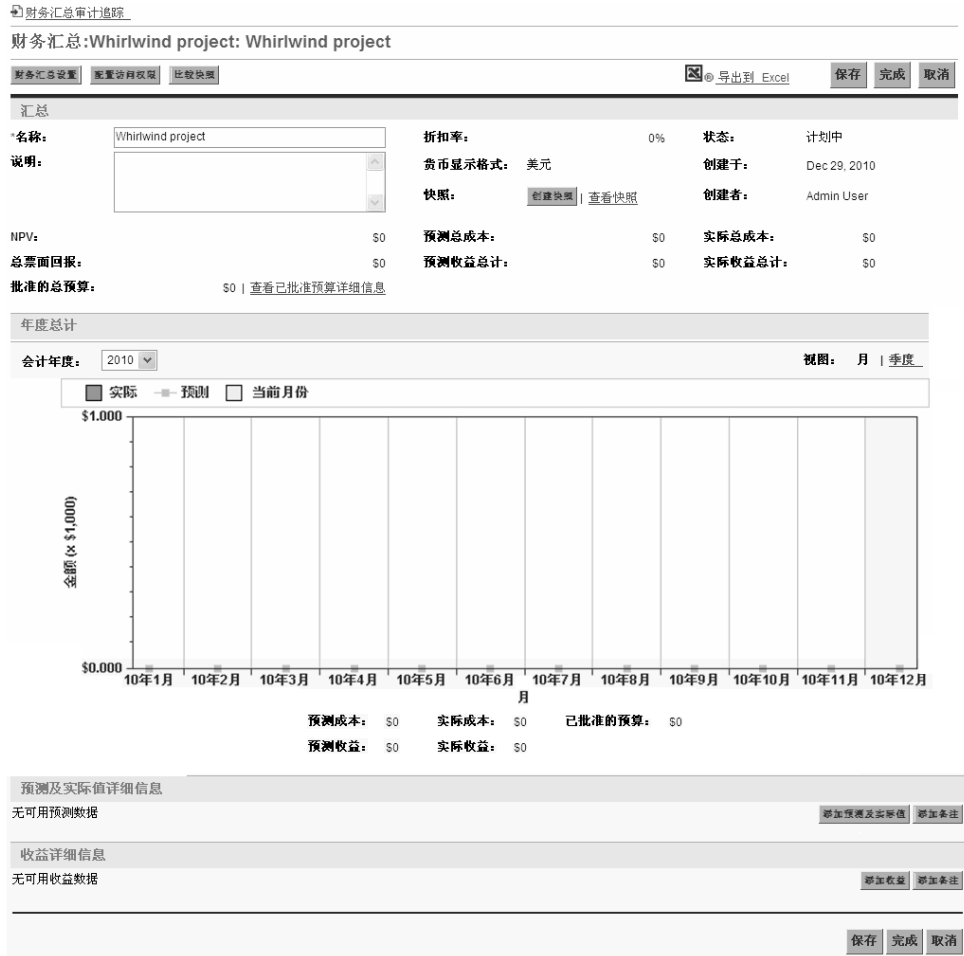 财务汇总审计追踪
财务汇总:Whirlwind project: Whirlwind project
财务汇总设置 配置访问权限 比较快照 ® 导出到 Excel 保存 完成 取消
汇总
*名称: Whirlwind project 折扣率: 0% 状态: 计划中
说明: 货币显示格式: 美元 创建于: Dec 29, 2010
快照: 创建快照 | 查看快照 创建者: Admin User
NPV: $0 预测总成本: $0 实际总成本: $0
总票面回报: $0 预测收益总计: $0 实际收益总计: $0
批准的总预算: $0 | 查看已批准预算详细信息
年度总计
会计年度: 2010 视图: 月 | 季度
实际 预测 当前月份
$1.000
金额 (x $1,000)
$0.000
10年1月 10年2月 10年3月 10年4月 10年5月 10年6月 10年7月 10年8月 10年9月 10年10月 10年11月 10年12月
月
预测成本: $0 实际成本: $0 已批准的预算: $0
预测收益: $0 实际收益: $0
预测及实际值详细信息
无可用预测数据 添加预测及实际值 添加备注
收益详细信息
无可用收益数据 添加收益 添加备注
保存 完成 取消